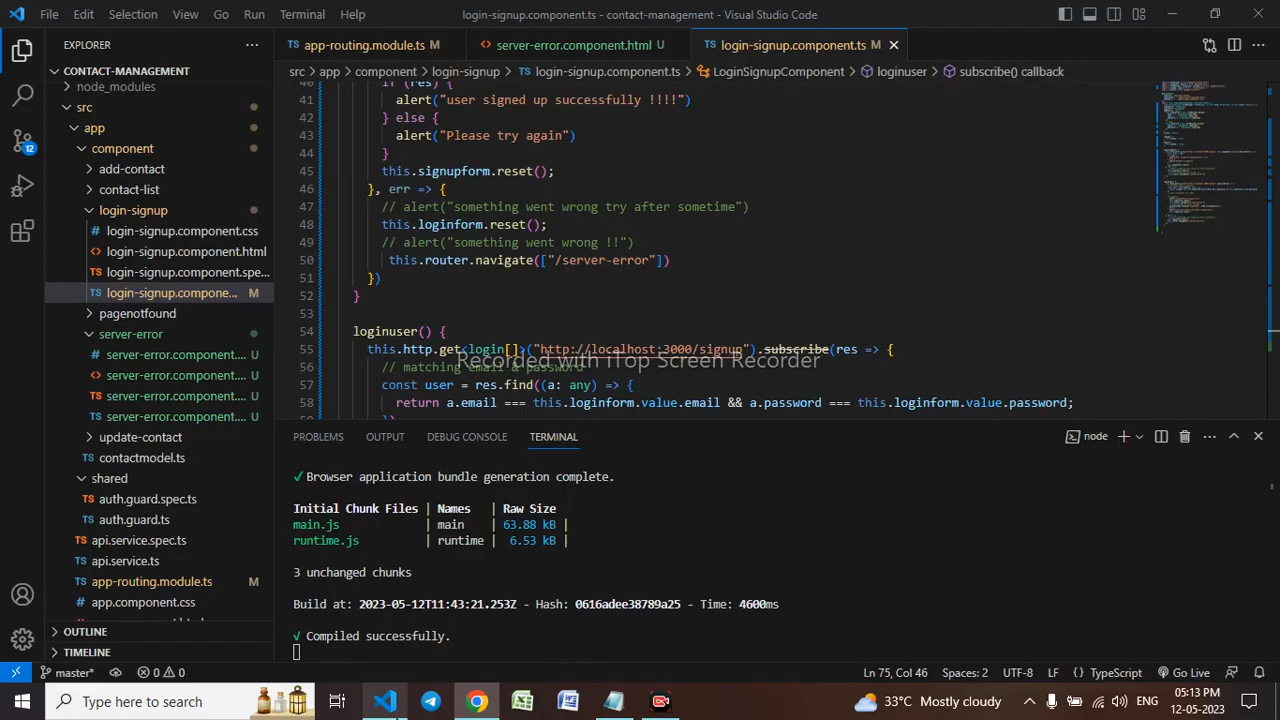 File Edit Selection View Go Run Terminal Help
login-signup.component.ts - contact-management - Visual Studio Code
EXPLORER
CONTACT-MANAGEMENT
node_modules
src
app
component
add-contact
contact-list
login-signup
login-signup.component.css
login-signup.component.html
login-signup.component.spe...
login-signup.compone... M
pagenotfound
server-error
server-error.component.... U
server-error.component.... U
server-error.component.... U
server-error.component.... U
update-contact
contactmodel.ts
shared
auth.guard.spec.ts
auth.guard.ts
api.service.spec.ts
api.service.ts
app-routing.module.ts M
app.component.css
OUTLINE
TIMELINE
12
TS app-routing.module.ts M
<> server-error.component.html U
TS login-signup.component.ts M
src > app > component > login-signup > TS login-signup.component.ts > LoginSignupComponent > loginuser > subscribe() callback
40 if (res) {
41 alert("user signed up successfully !!!!")
42 } else {
43 alert("Please try again")
44 }
45 this.signupform.reset();
46 }, err => {
47 // alert("something went wrong try after sometime")
48 this.loginform.reset();
49 // alert("something went wrong !!")
50 this.router.navigate(["/server-error"])
51 })
52 }
53
54 loginuser() {
55 this.http.get<login[]>("http://localhost:3000/signup").subscribe(res => {
Recorded with iTop Screen Recorder
56 // matching email & password
57 const user = res.find((a: any) => {
58 return a.email === this.loginform.value.email && a.password === this.loginform.value.password;
PROBLEMS OUTPUT DEBUG CONSOLE TERMINAL
node
√ Browser application bundle generation complete.
Initial Chunk Files | Names | Raw Size
main.js | main | 63.88 kB |
runtime.js | runtime | 6.53 kB |
3 unchanged chunks
Build at: 2023-05-12T11:43:21.253Z - Hash: 0616adee38789a25 - Time: 4600ms
√ Compiled successfully.
master* 0 0 Ln 75, Col 46 Spaces: 2 UTF-8 LF {} TypeScript Go Live
Type here to search
33°C Mostly cloudy ENG 05:13 PM
12-05-2023